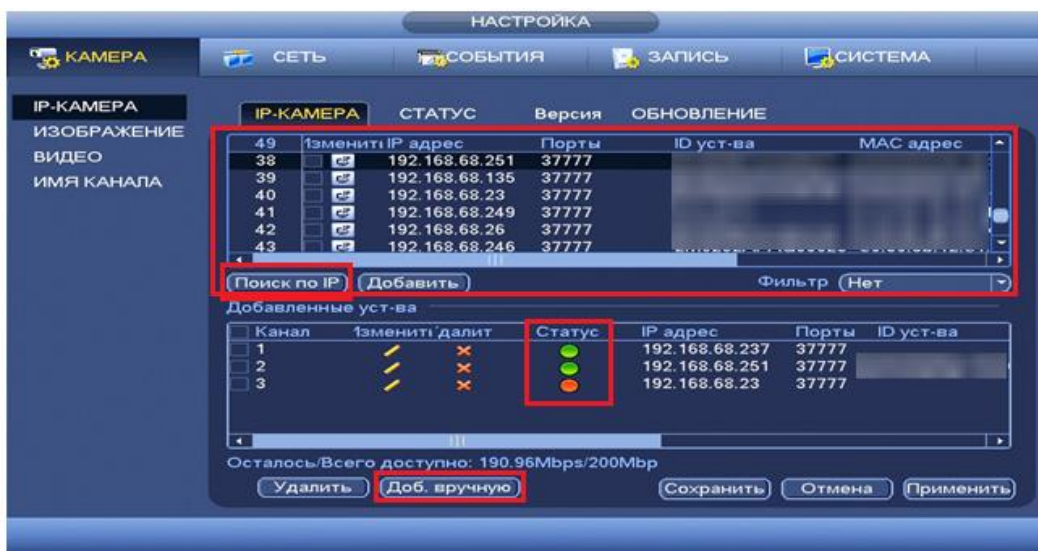 НАСТРОЙКА
КАМЕРА СЕТЬ СОБЫТИЯ ЗАПИСЬ СИСТЕМА
IP-КАМЕРА
ИЗОБРАЖЕНИЕ
ВИДЕО
ИМЯ КАНАЛА
IP-КАМЕРА СТАТУС Версия ОБНОВЛЕНИЕ
49 Ізменитı IP адрес Порты ID уст-ва МАС адрес
38 192.168.68.251 37777
39 192.168.68.135 37777
40 192.168.68.23 37777
41 192.168.68.249 37777
42 192.168.68.26 37777
43 192.168.68.246 37777
Поиск по IP Добавить Фильтр Нет
Добавленные уст-ва
Канал Ізменитı далит Статус IP адрес Порты ID уст-ва
1 192.168.68.237 37777
2 192.168.68.251 37777
3 192.168.68.23 37777
Осталось/Всего доступно: 190.96Mbps/200Mbp
Удалить Доб. вручную Сохранить Отмена Применить